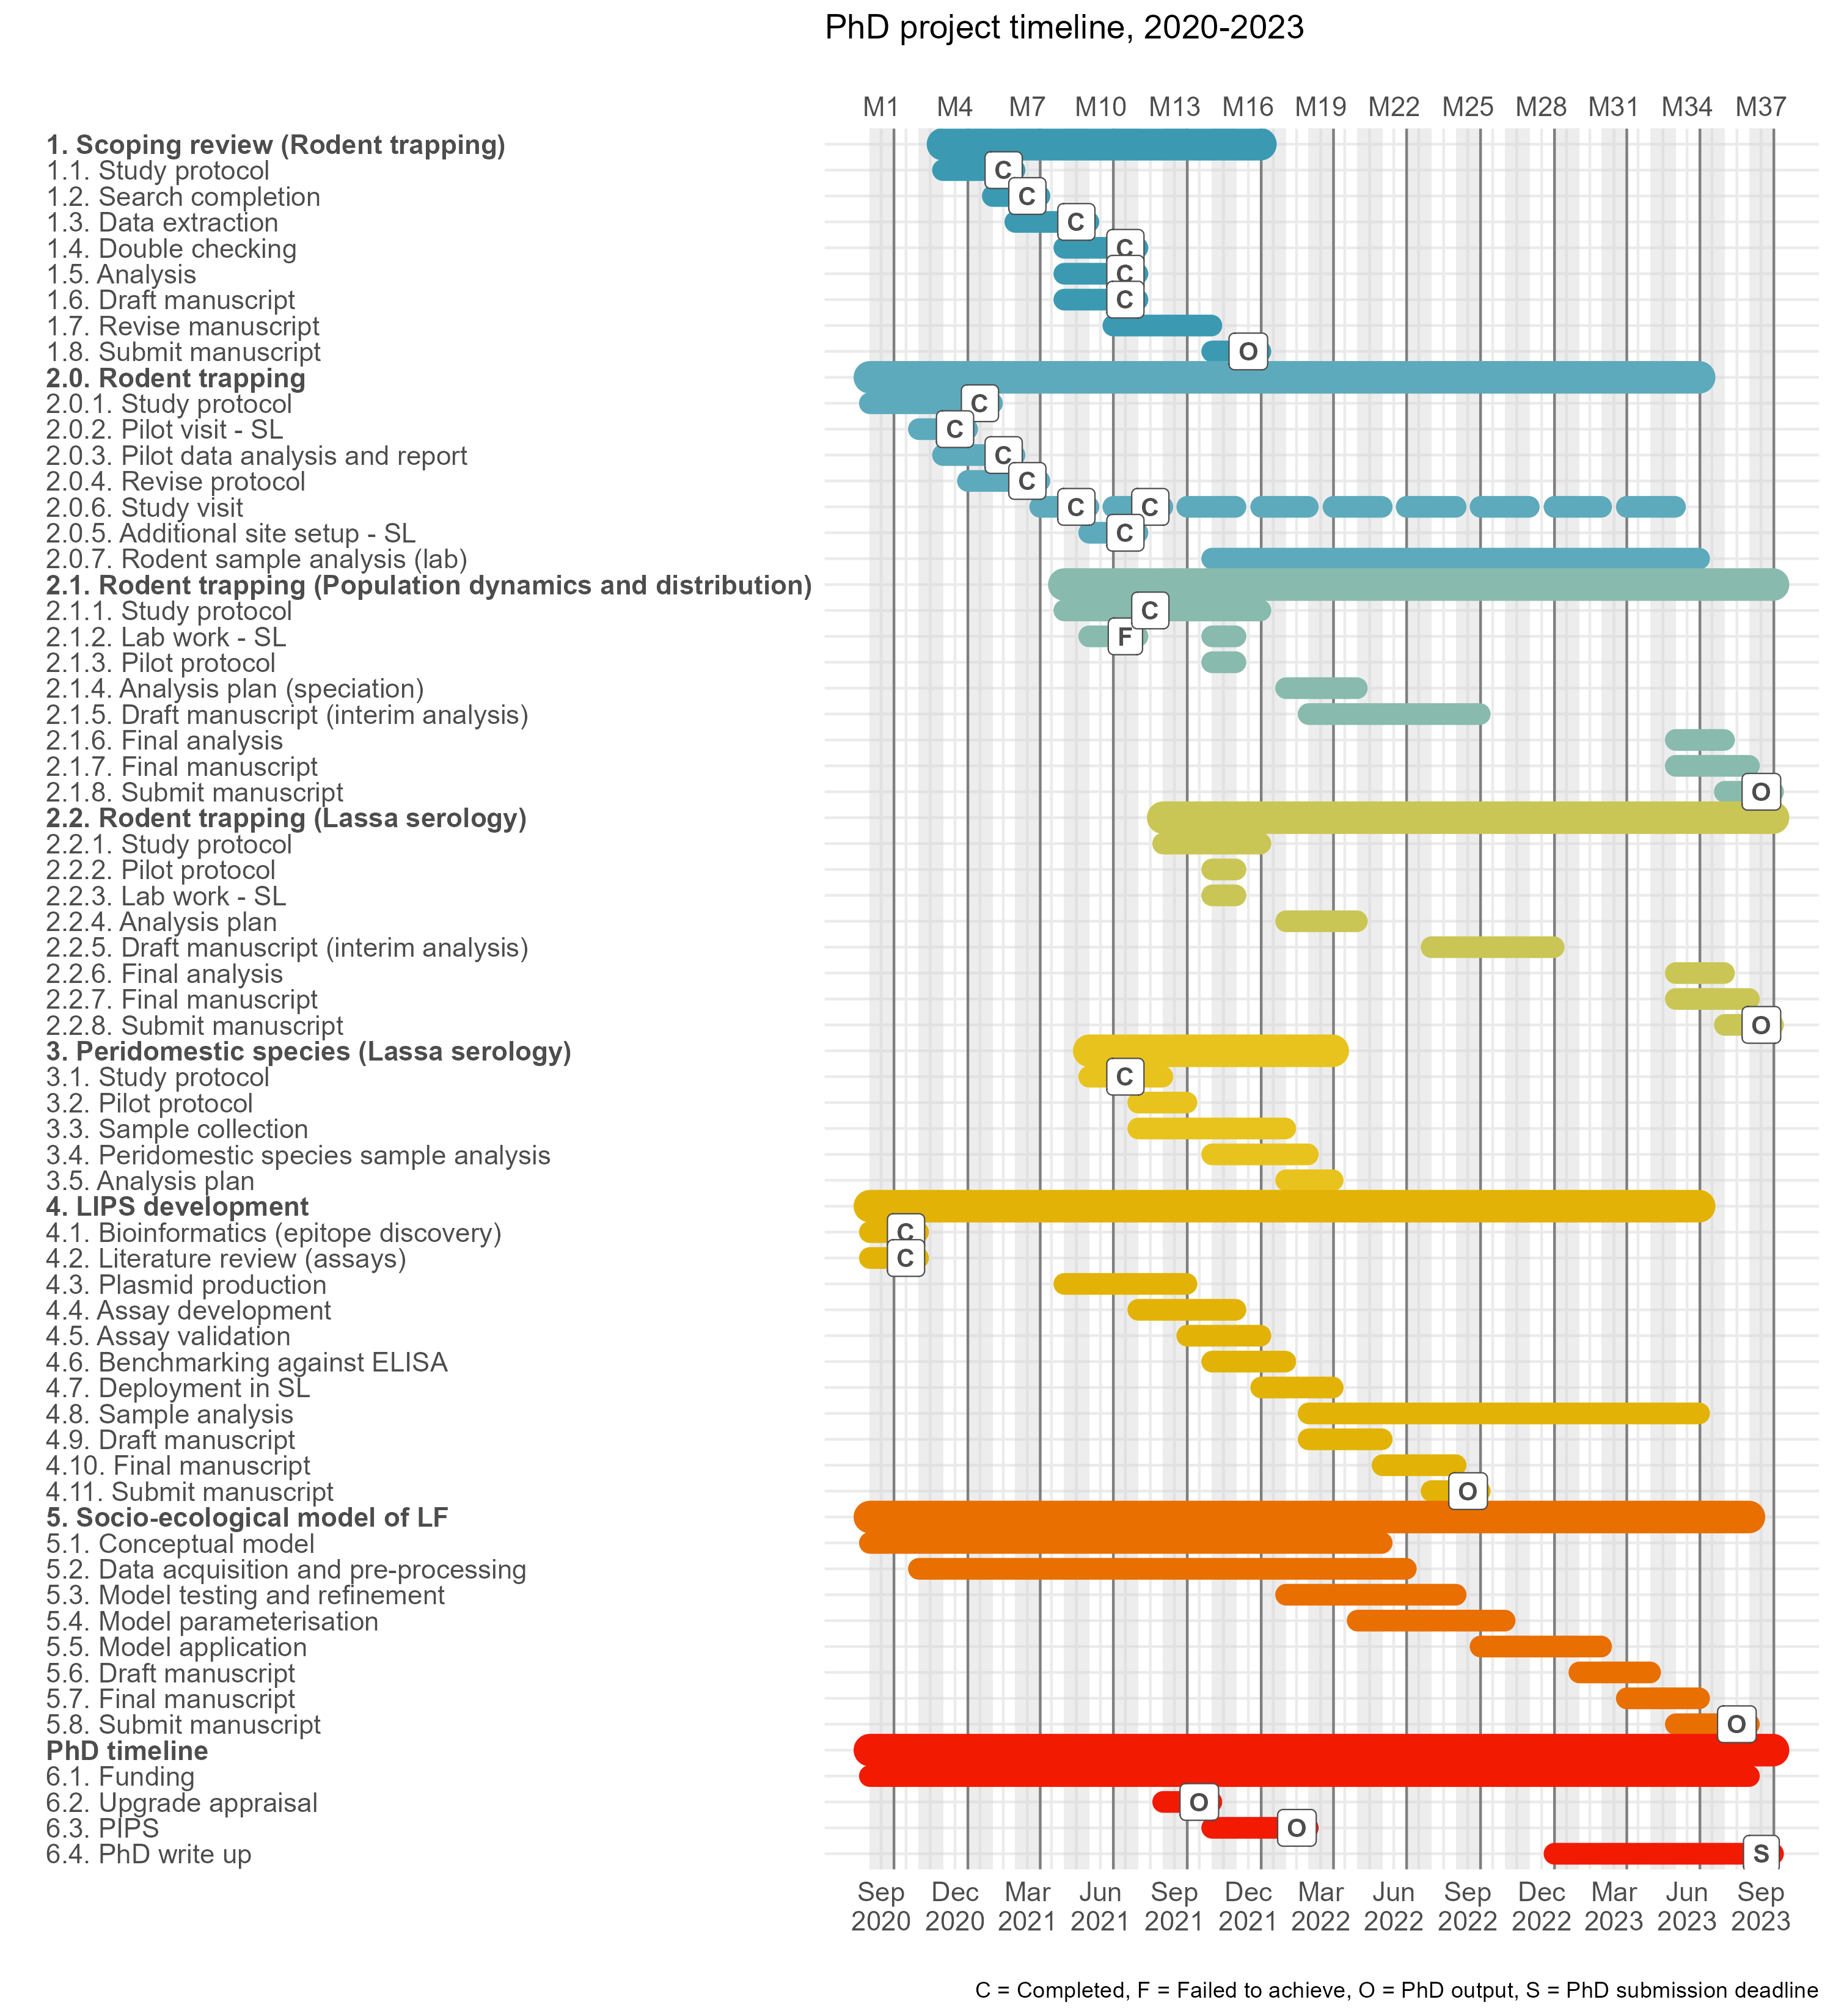 PhD project timeline, 2020-2023
M1 M4 M7 M10 M13 M16 M19 M22 M25 M28 M31 M34 M37
1. Scoping review (Rodent trapping)
1.1. Study protocol C
1.2. Search completion C
1.3. Data extraction C
1.4. Double checking C
1.5. Analysis C
1.6. Draft manuscript C
1.7. Revise manuscript
1.8. Submit manuscript O
2.0. Rodent trapping
2.0.1. Study protocol C
2.0.2. Pilot visit - SL C
2.0.3. Pilot data analysis and report C
2.0.4. Revise protocol C
2.0.6. Study visit C C
2.0.5. Additional site setup - SL C
2.0.7. Rodent sample analysis (lab)
2.1. Rodent trapping (Population dynamics and distribution)
2.1.1. Study protocol C
2.1.2. Lab work - SL F
2.1.3. Pilot protocol
2.1.4. Analysis plan (speciation)
2.1.5. Draft manuscript (interim analysis)
2.1.6. Final analysis
2.1.7. Final manuscript
2.1.8. Submit manuscript O
2.2. Rodent trapping (Lassa serology)
2.2.1. Study protocol
2.2.2. Pilot protocol
2.2.3. Lab work - SL
2.2.4. Analysis plan
2.2.5. Draft manuscript (interim analysis)
2.2.6. Final analysis
2.2.7. Final manuscript
2.2.8. Submit manuscript O
3. Peridomestic species (Lassa serology)
3.1. Study protocol C
3.2. Pilot protocol
3.3. Sample collection
3.4. Peridomestic species sample analysis
3.5. Analysis plan
4. LIPS development
4.1. Bioinformatics (epitope discovery) C
4.2. Literature review (assays) C
4.3. Plasmid production
4.4. Assay development
4.5. Assay validation
4.6. Benchmarking against ELISA
4.7. Deployment in SL
4.8. Sample analysis
4.9. Draft manuscript
4.10. Final manuscript
4.11. Submit manuscript O
5. Socio-ecological model of LF
5.1. Conceptual model
5.2. Data acquisition and pre-processing
5.3. Model testing and refinement
5.4. Model parameterisation
5.5. Model application
5.6. Draft manuscript
5.7. Final manuscript
5.8. Submit manuscript O
PhD timeline
6.1. Funding
6.2. Upgrade appraisal O
6.3. PIPS O
6.4. PhD write up S
Sep Dec Mar Jun Sep Dec Mar Jun Sep Dec Mar Jun Sep
2020 2020 2021 2021 2021 2021 2022 2022 2022 2022 2023 2023 2023
C = Completed, F = Failed to achieve, O = PhD output, S = PhD submission deadline